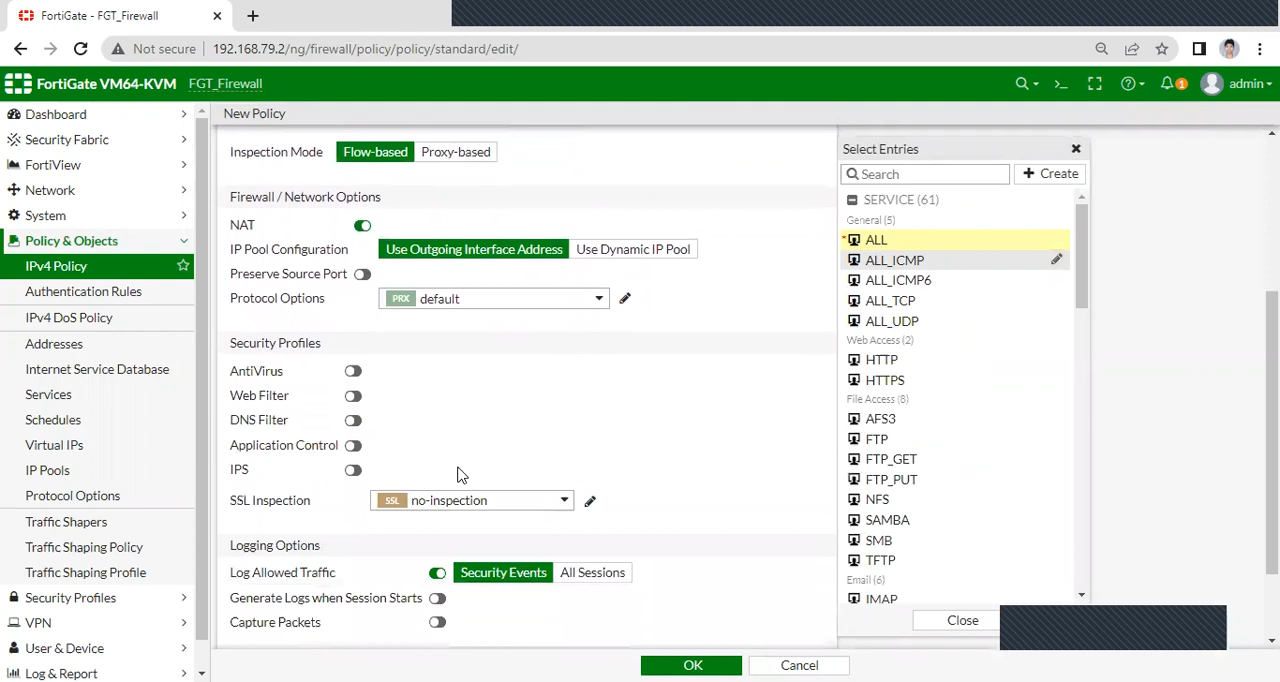 FortiGate - FGT_Firewall
Not secure 192.168.79.2/ng/firewall/policy/policy/standard/edit/
FortiGate VM64-KVM FGT_Firewall
1 admin
Dashboard
Security Fabric
FortiView
Network
System
Policy & Objects
IPv4 Policy
Authentication Rules
IPv4 DoS Policy
Addresses
Internet Service Database
Services
Schedules
Virtual IPs
IP Pools
Protocol Options
Traffic Shapers
Traffic Shaping Policy
Traffic Shaping Profile
Security Profiles
VPN
User & Device
Log & Report
New Policy
Inspection Mode Flow-based Proxy-based
Firewall / Network Options
NAT
IP Pool Configuration Use Outgoing Interface Address Use Dynamic IP Pool
Preserve Source Port
Protocol Options PRX default
Security Profiles
AntiVirus
Web Filter
DNS Filter
Application Control
IPS
SSL Inspection SSL no-inspection
Logging Options
Log Allowed Traffic Security Events All Sessions
Generate Logs when Session Starts
Capture Packets
OK Cancel
Select Entries
Search + Create
SERVICE (61)
General (5)
ALL
ALL_ICMP
ALL_ICMP6
ALL_TCP
ALL_UDP
Web Access (2)
HTTP
HTTPS
File Access (8)
AFS3
FTP
FTP_GET
FTP_PUT
NFS
SAMBA
SMB
TFTP
Email (6)
IMAP
Close